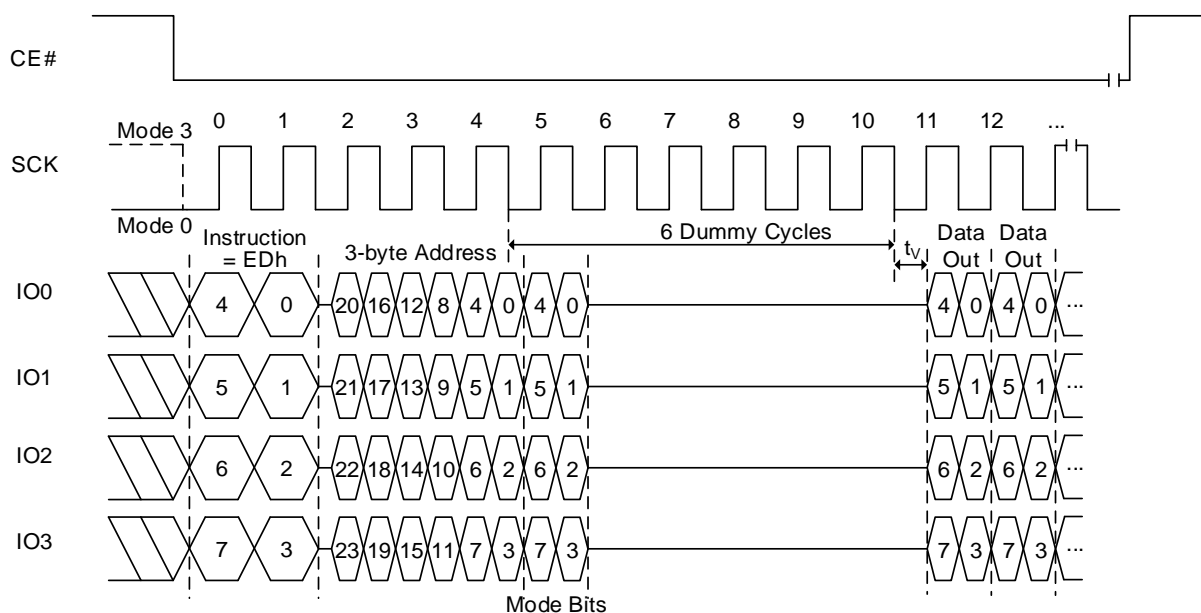 CE#
0 1 2 3 4 5 6 7 8 9 10 11 12 ...
Mode 3
SCK
Mode 0
Instruction
= EDh
3-byte Address
6 Dummy Cycles
tV
Data
Out
Data
Out
IO0 4 0 20 16 12 8 4 0 4 0 4 0 4 0 ...
IO1 5 1 21 17 13 9 5 1 5 1 5 1 5 1 ...
IO2 6 2 22 18 14 10 6 2 6 2 6 2 6 2 ...
IO3 7 3 23 19 15 11 7 3 7 3 7 3 7 3 ...
Mode Bits